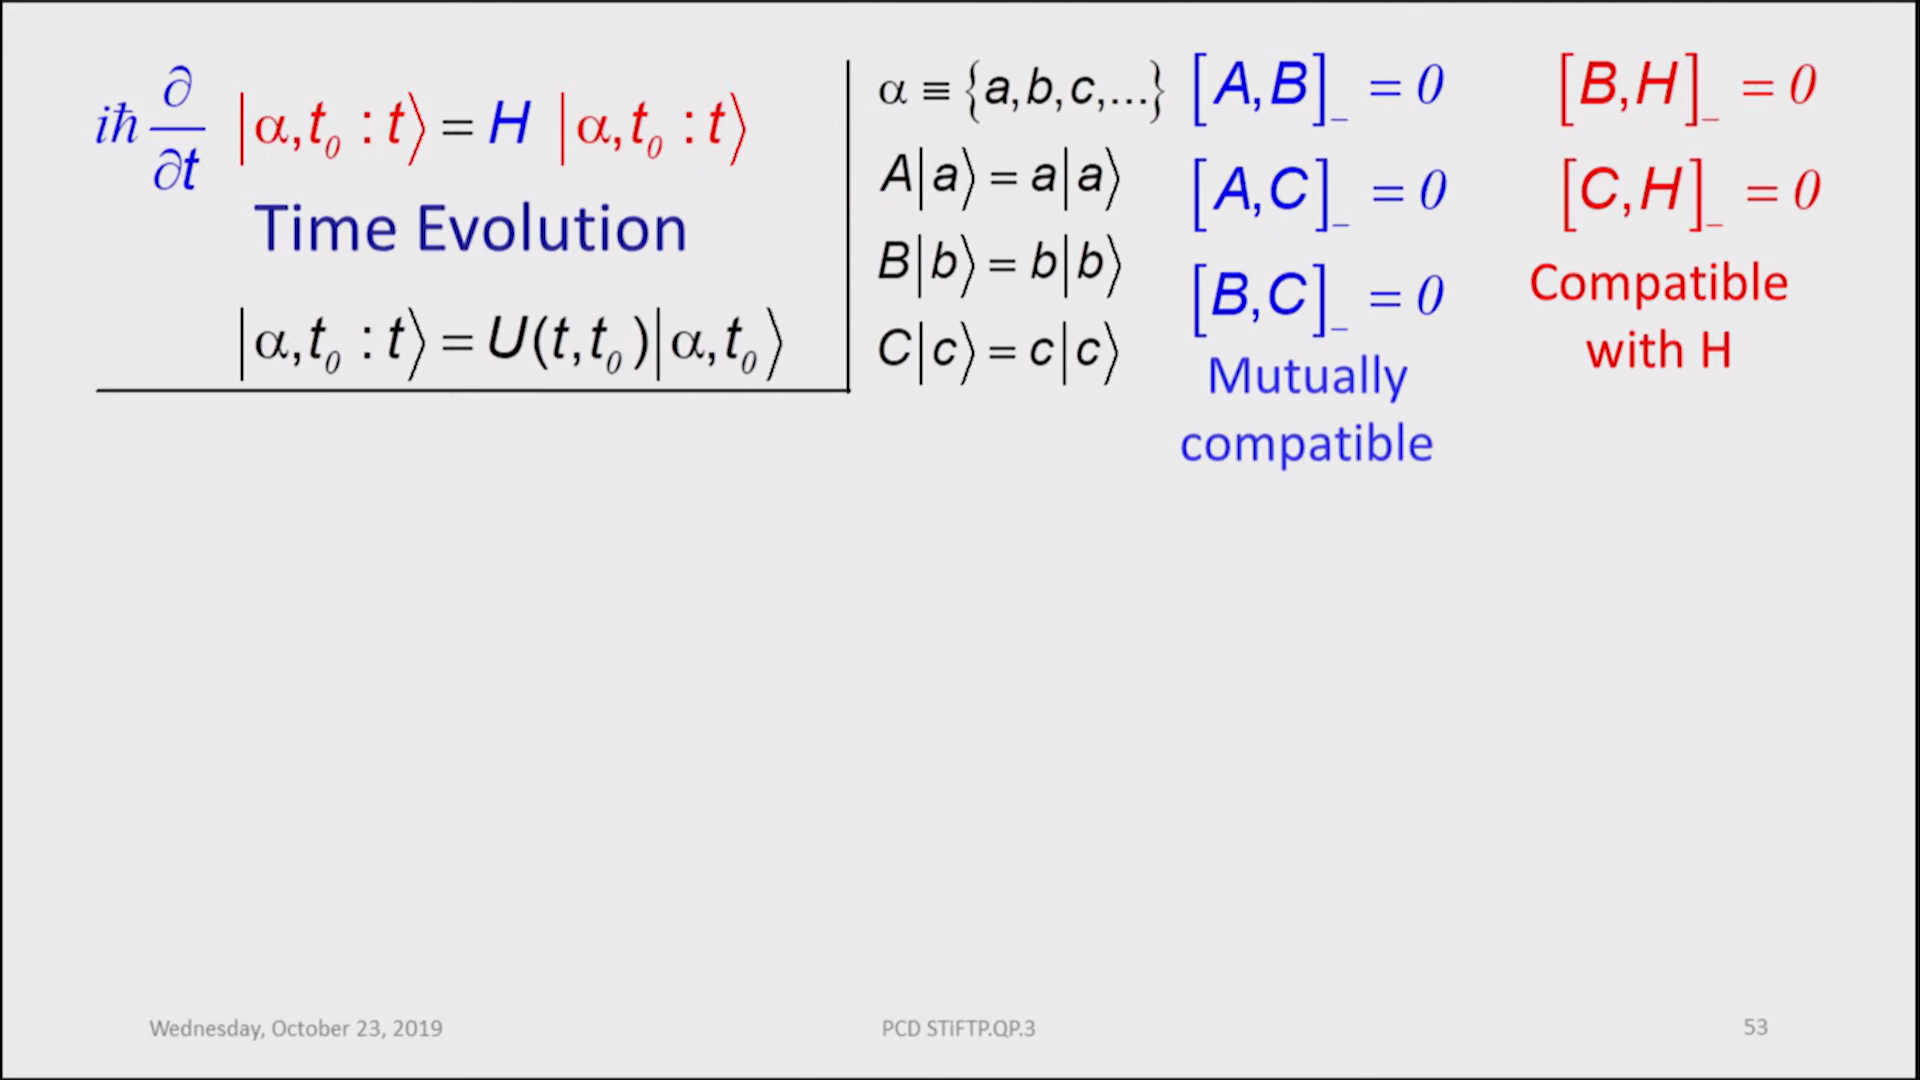 iħ ∂/∂t |α,t₀ : t⟩ = H |α,t₀ : t⟩
Time Evolution
|α,t₀ : t⟩ = U(t,t₀)|α,t₀⟩
α ≡ {a,b,c,...}
A|a⟩ = a|a⟩
B|b⟩ = b|b⟩
C|c⟩ = c|c⟩
[A,B]₋ = 0
[A,C]₋ = 0
[B,C]₋ = 0
Mutually
compatible
[B,H]₋ = 0
[C,H]₋ = 0
Compatible
with H
Wednesday, October 23, 2019
PCD STiFTP.QP.3
53